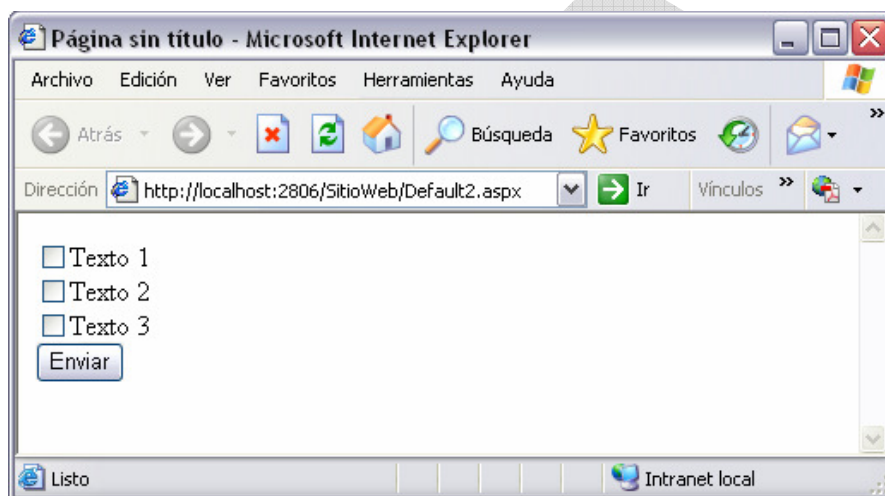 Página sin título - Microsoft Internet Explorer
Archivo Edición Ver Favoritos Herramientas Ayuda
Atrás Búsqueda Favoritos »
Dirección http://localhost:2806/SitioWeb/Default2.aspx Ir Vínculos »
Texto 1
Texto 2
Texto 3
Enviar
Listo Intranet local